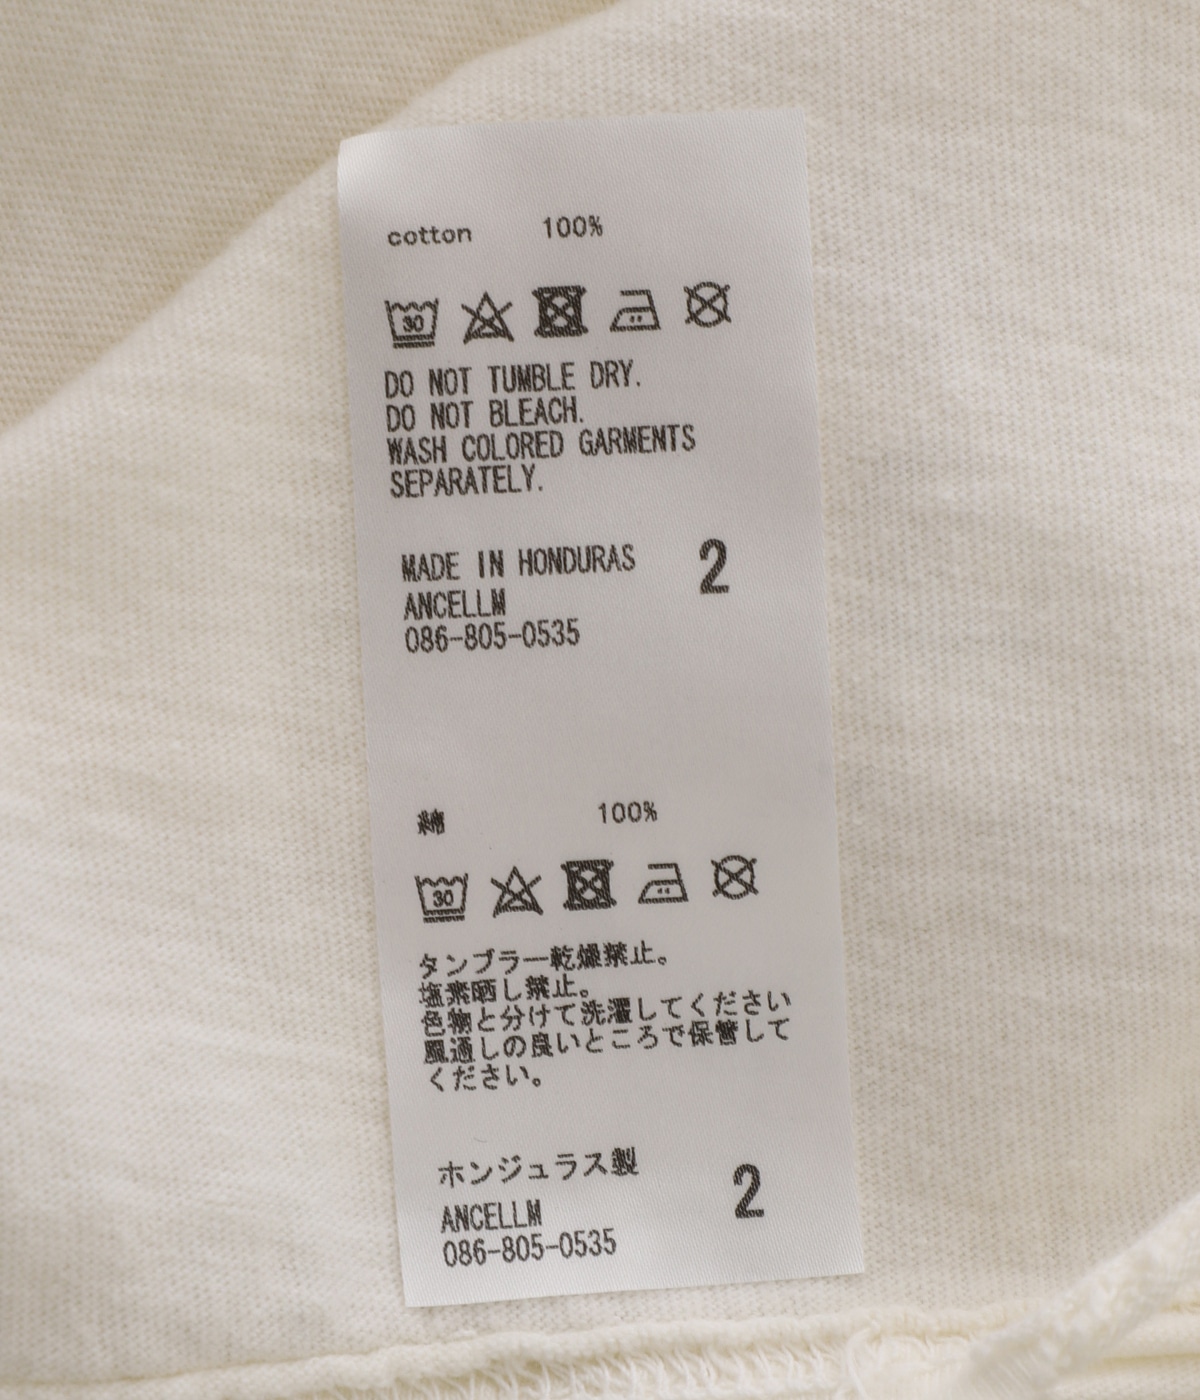 cotton 100%
30
DO NOT TUMBLE DRY.
DO NOT BLEACH.
WASH COLORED GARMENTS
SEPARATELY.
MADE IN HONDURAS 2
ANCELLM
086-805-0535
綿 100%
30
タンブラー乾燥禁止。
塩素晒し禁止。
色物と分けて洗濯してください
風通しの良いところで保管して
ください。
ホンジュラス製 2
ANCELLM
086-805-0535